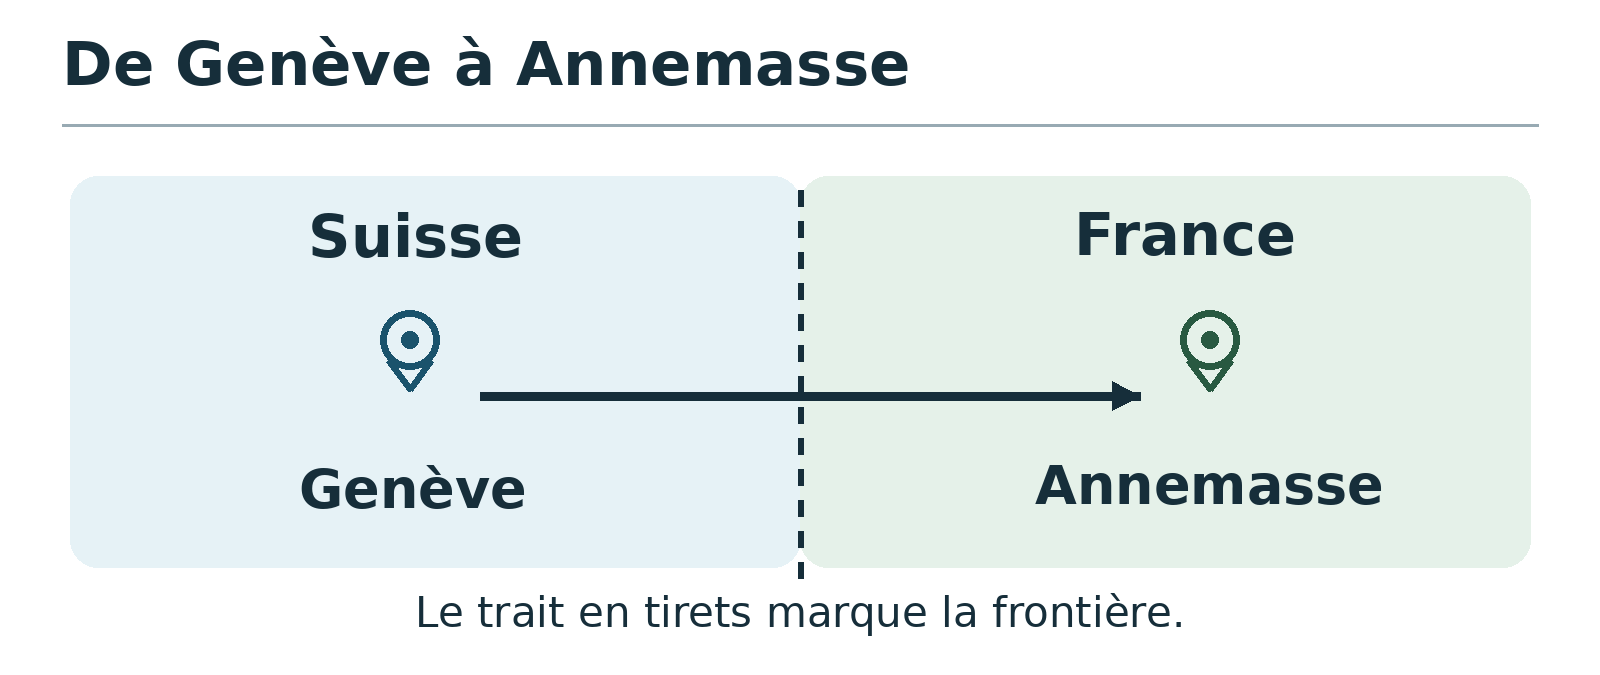 De Genève à Annemasse
Suisse
France
Genève
Annemasse
Le trait en tirets marque la frontière.